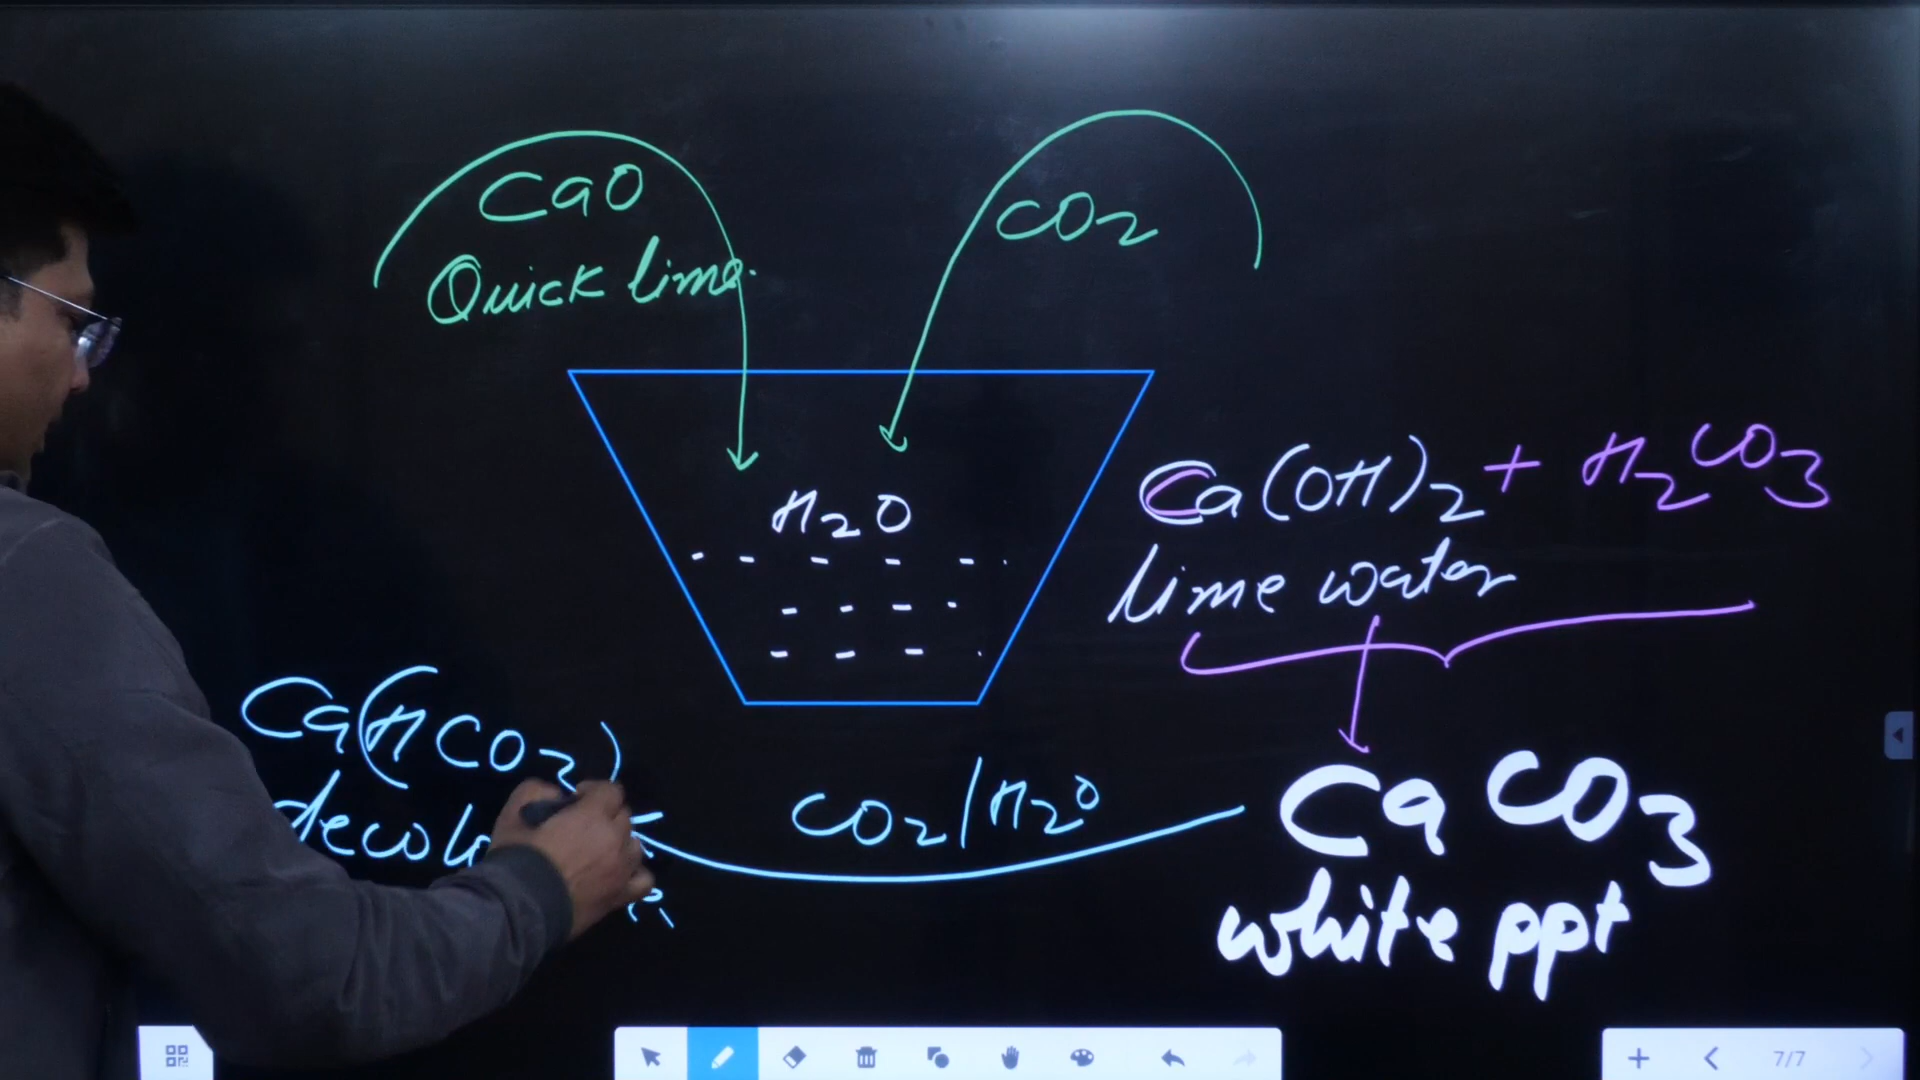 CaO
Quick lime.
CO2
H2O
Ca(OH)2 + H2CO3
lime water
Ca(HCO3)
CO2/H2O
CaCO3
white ppt
7/7